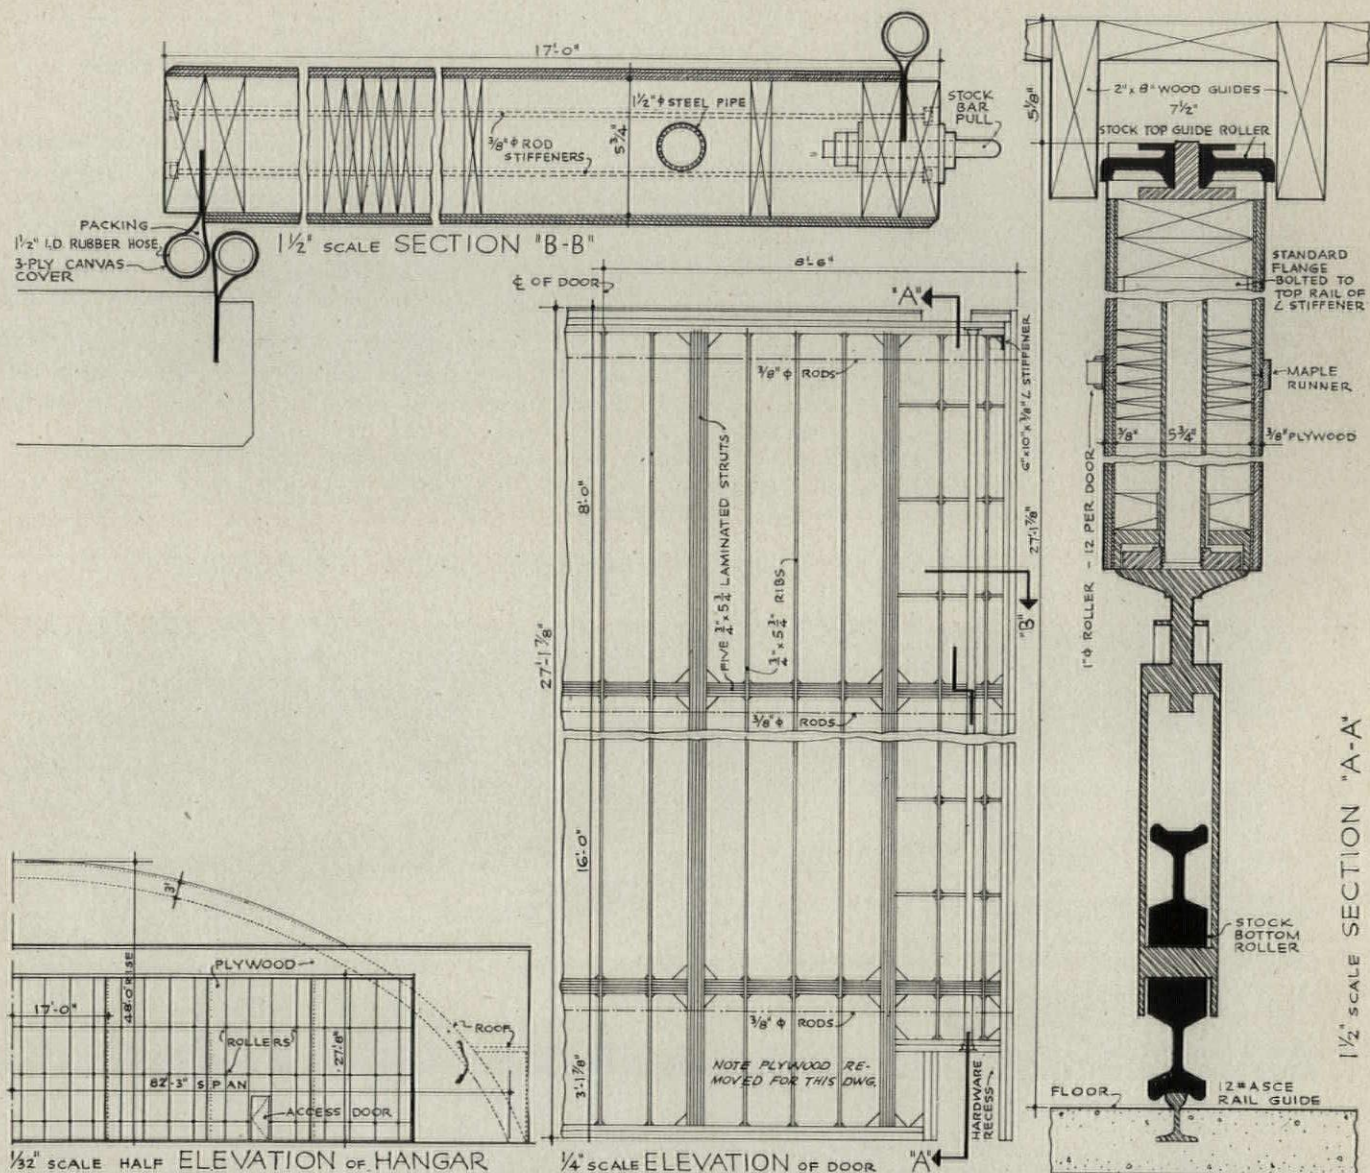 17'-0"
1½"ϕ STEEL PIPE
5¾"
⅜"ϕ ROD
STIFFENERS
STOCK
BAR
PULL
PACKING
1½" I.D. RUBBER HOSE
3-PLY CANVAS
COVER
1½" SCALE SECTION "B-B"
5⅛"
2" x 8" WOOD GUIDES
7½"
STOCK TOP GUIDE ROLLER
STANDARD
FLANGE
BOLTED TO
TOP RAIL OF
∠ STIFFENER
MAPLE
RUNNER
⅜"
5¾"
⅜" PLYWOOD
1"ϕ ROLLER - 12 PER DOOR
STOCK
BOTTOM
ROLLER
FLOOR
12# ASCE
RAIL GUIDE
1½" SCALE SECTION "A-A"
8'-6"
℄ OF DOOR
"A"
⅜" ϕ RODS
6" x 10" x ⅜" ∠ STIFFENER
FIVE ¾" x 5¾" LAMINATED STRUTS
¾" x 5¾" RIBS
8'-0"
27'-1⅞"
27'-1⅞"
"B"
⅜" ϕ RODS
16'-0"
⅜" ϕ RODS
3'-1⅞"
NOTE PLYWOOD RE-
MOVED FOR THIS DWG.
HARDWARE
RECESS
¼" SCALE ELEVATION OF DOOR
"A"
3'
48'-0" RISE
PLYWOOD
17'-0"
ROLLERS
27'-8"
ROOF
82'-3" SPAN
ACCESS DOOR
1/32" SCALE HALF ELEVATION OF HANGAR